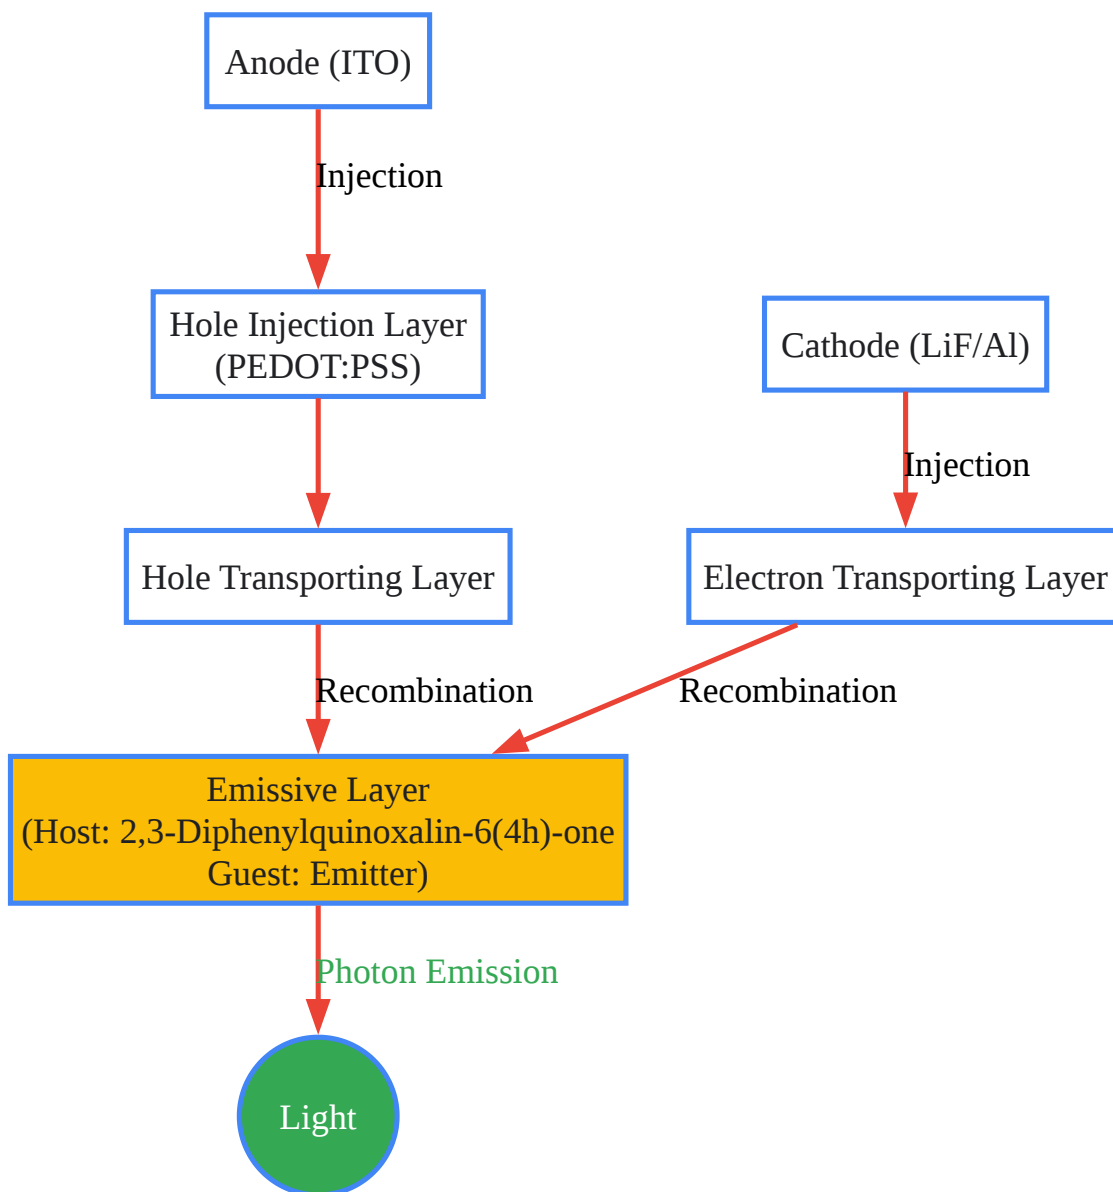 Anode (ITO)
Injection
Hole Injection Layer
(PEDOT:PSS)
Cathode (LiF/Al)
Injection
Hole Transporting Layer
Electron Transporting Layer
Recombination
Recombination
Emissive Layer
(Host: 2,3-Diphenylquinoxalin-6(4h)-one
Guest: Emitter)
Photon Emission
Light